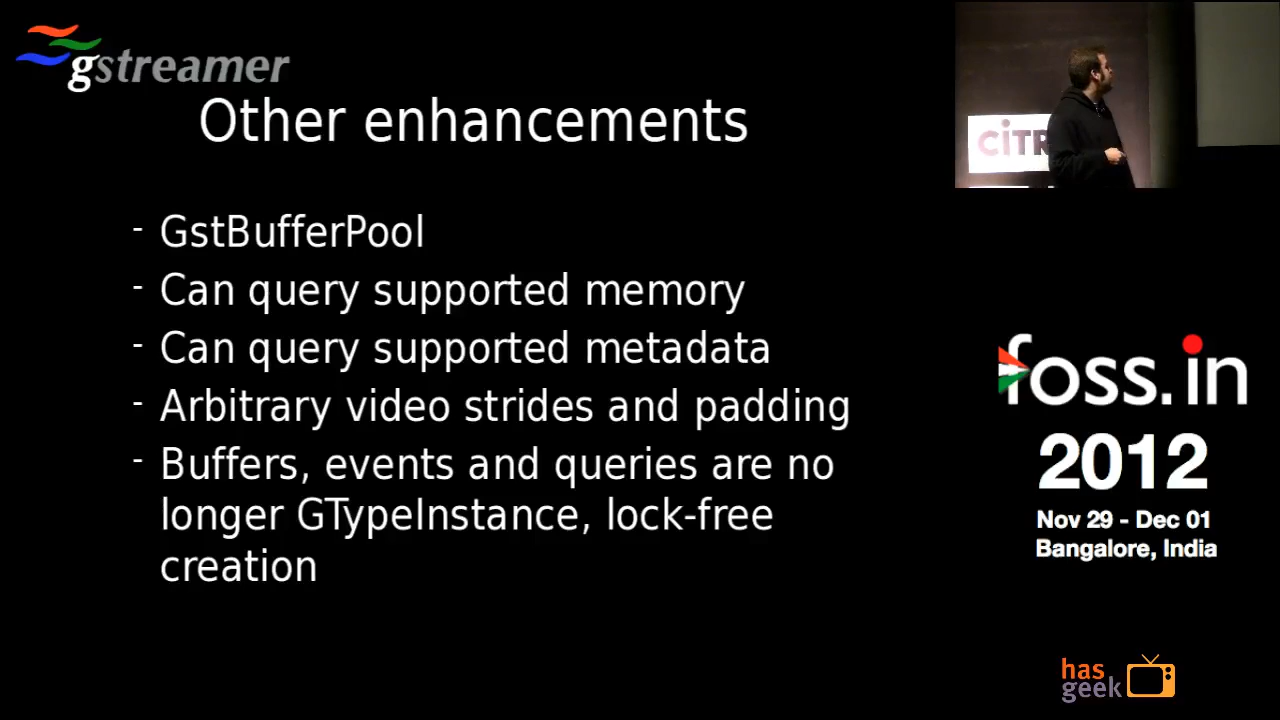 gstreamer
Other enhancements
- GstBufferPool
- Can query supported memory
- Can query supported metadata
- Arbitrary video strides and padding
- Buffers, events and queries are no
longer GTypeInstance, lock-free
creation
CiTR
foss.in
2012
Nov 29 - Dec 01
Bangalore, India
has
geek